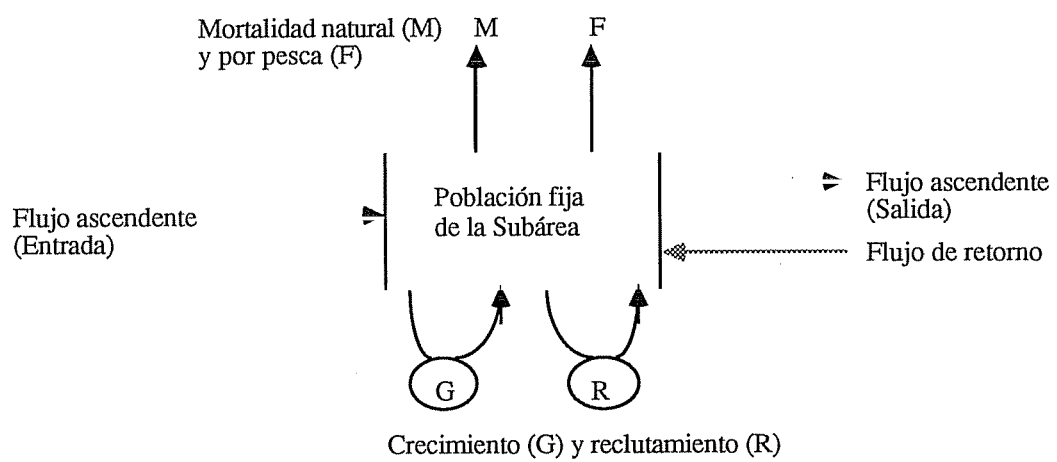 Mortalidad natural (M)
y por pesca (F)
M
F
Población fija
de la Subárea
Flujo ascendente
(Entrada)
Flujo ascendente
(Salida)
Flujo de retorno
G
R
Crecimiento (G) y reclutamiento (R)